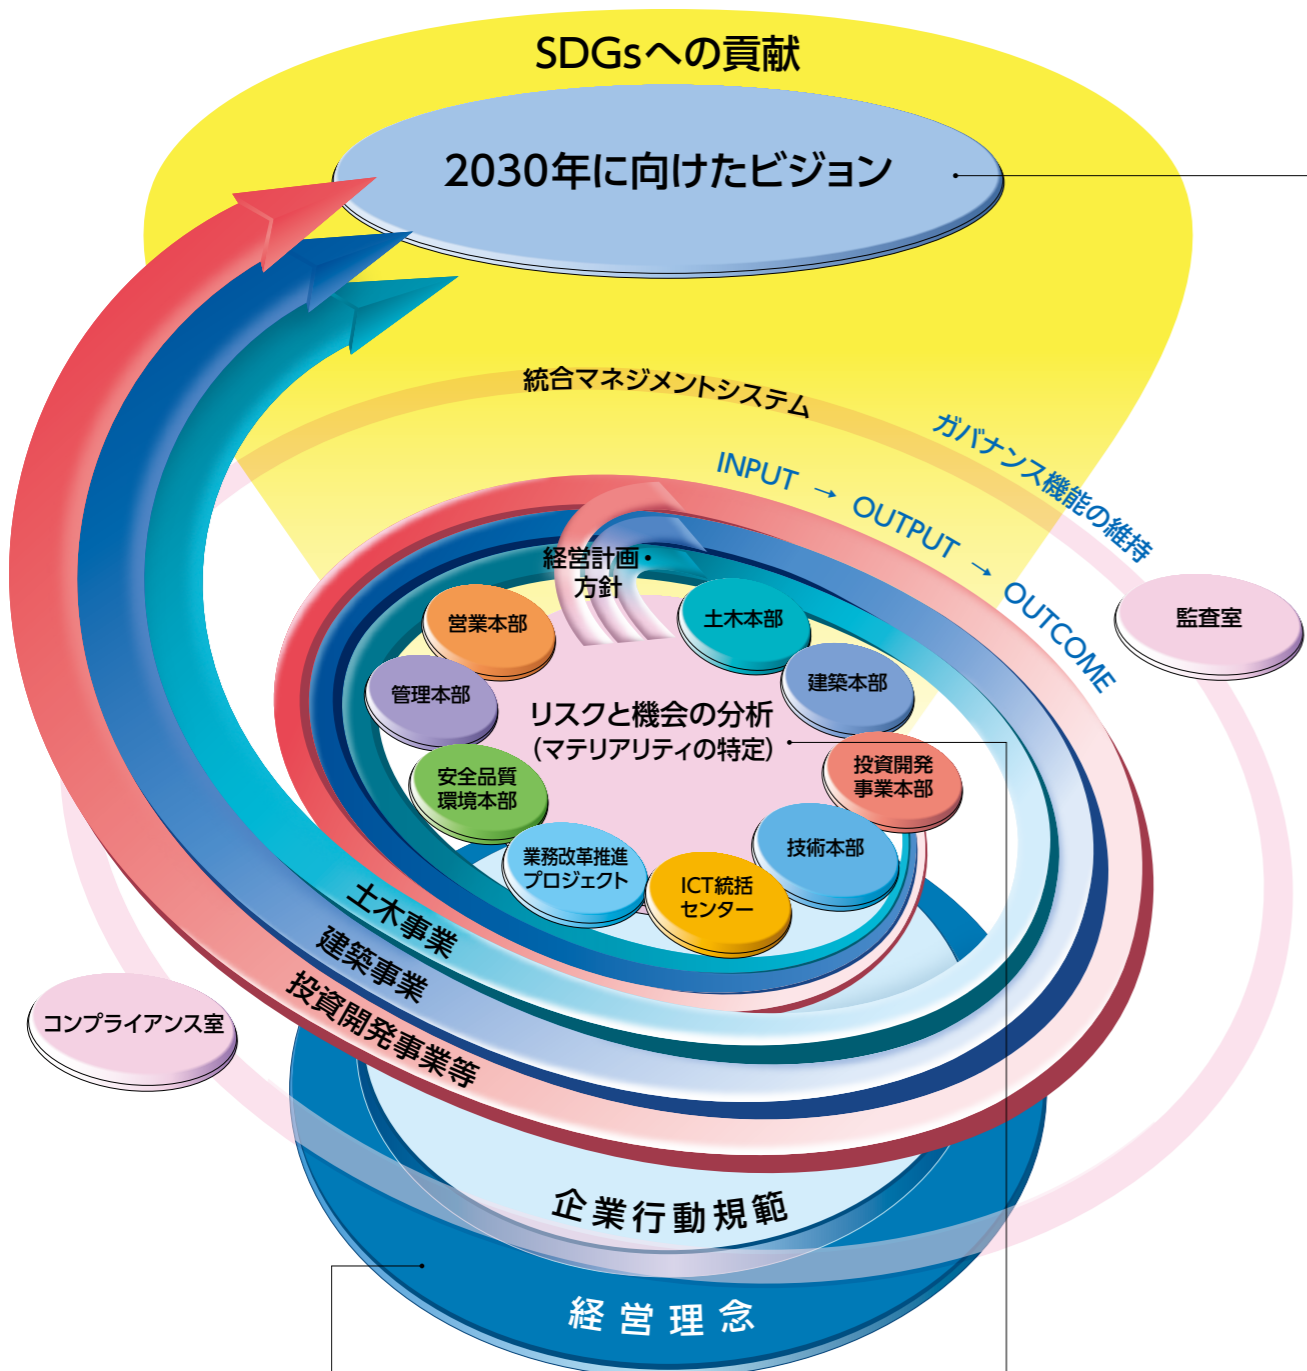 SDGsへの貢献
2030年に向けたビジョン
統合マネジメントシステム
ガバナンス機能の維持
INPUT → OUTPUT → OUTCOME
経営計画・
方針
営業本部
土木本部
監査室
管理本部
建築本部
リスクと機会の分析
(マテリアリティの特定)
安全品質
環境本部
投資開発
事業本部
業務改革推進
プロジェクト
技術本部
ICT統括
センター
土木事業
建築事業
投資開発事業等
コンプライアンス室
企業行動規範
経営理念